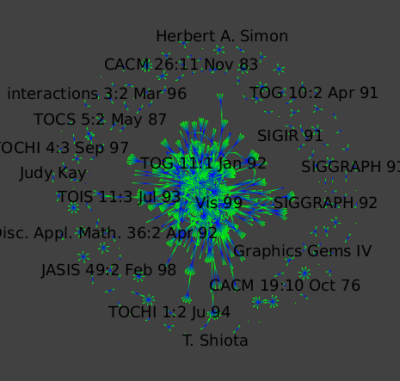 Herbert A. Simon
CACM 26:11 Nov 83
interactions 3:2 Mar 96
TOG 10:2 Apr 91
TOCS 5:2 May 87
SIGIR 91
TOCHI 4:3 Sep 97
TOG 11:1 Jan 92
SIGGRAPH 91
Judy Kay
TOIS 11:3 Jul 93
Vis 99
SIGGRAPH 92
Disc. Appl. Math. 36:2 Apr 92
Graphics Gems IV
JASIS 49:2 Feb 98
CACM 19:10 Oct 76
TOCHI 1:2 Ju 94
T. Shiota